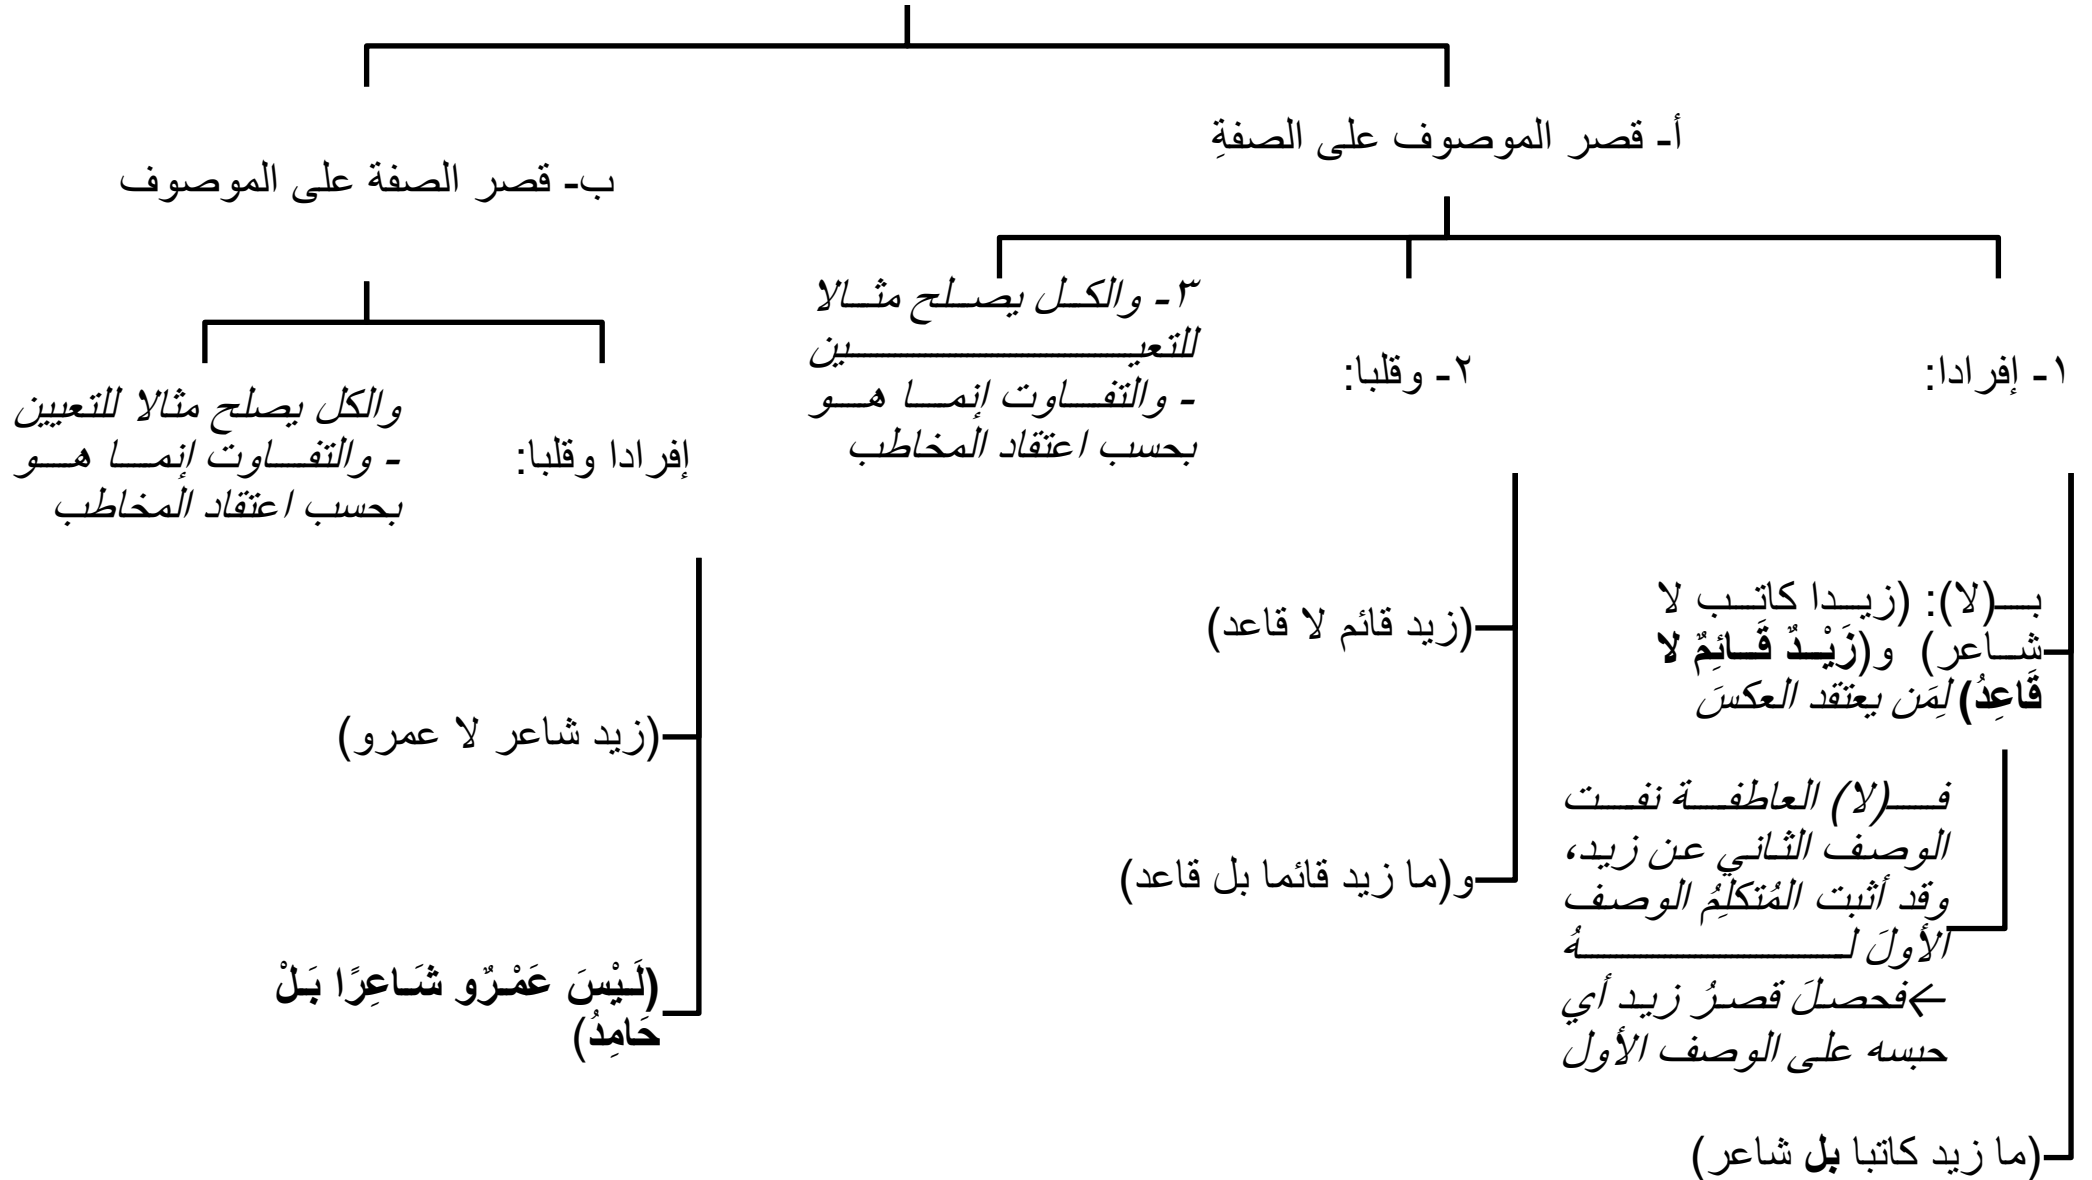 أ- قصر الموصوف على الصفةِ
١- إفرادا:
بـ(لا): (زيدا كاتب لا
شاعر) و(زَيْدٌ قَائِمٌ لا
قَاعِدُ) لِمَن يعتقد العكسَ
فـ(لا) العاطفة نفت
الوصف الثاني عن زيد،
وقد أثبت المُتكلِمُ الوصف
الأولَ لهُ
←فحصلَ قصرُ زيد أي
حبسه على الوصف الأول
(ما زيد كاتبا بل شاعر)
٢- وقلبا:
(زيد قائم لا قاعد)
و(ما زيد قائما بل قاعد)
٣- والكل يصلح مثالا
للتعيين
- والتفاوت إنما هو
بحسب اعتقاد المخاطب
ب- قصر الصفة على الموصوف
إفرادا وقلبا:
(زيد شاعر لا عمرو)
(لَيْسَ عَمْرٌو شَاعِرًا بَلْ
حَامِدُ)
والكل يصلح مثالا للتعيين
- والتفاوت إنما هو
بحسب اعتقاد المخاطب